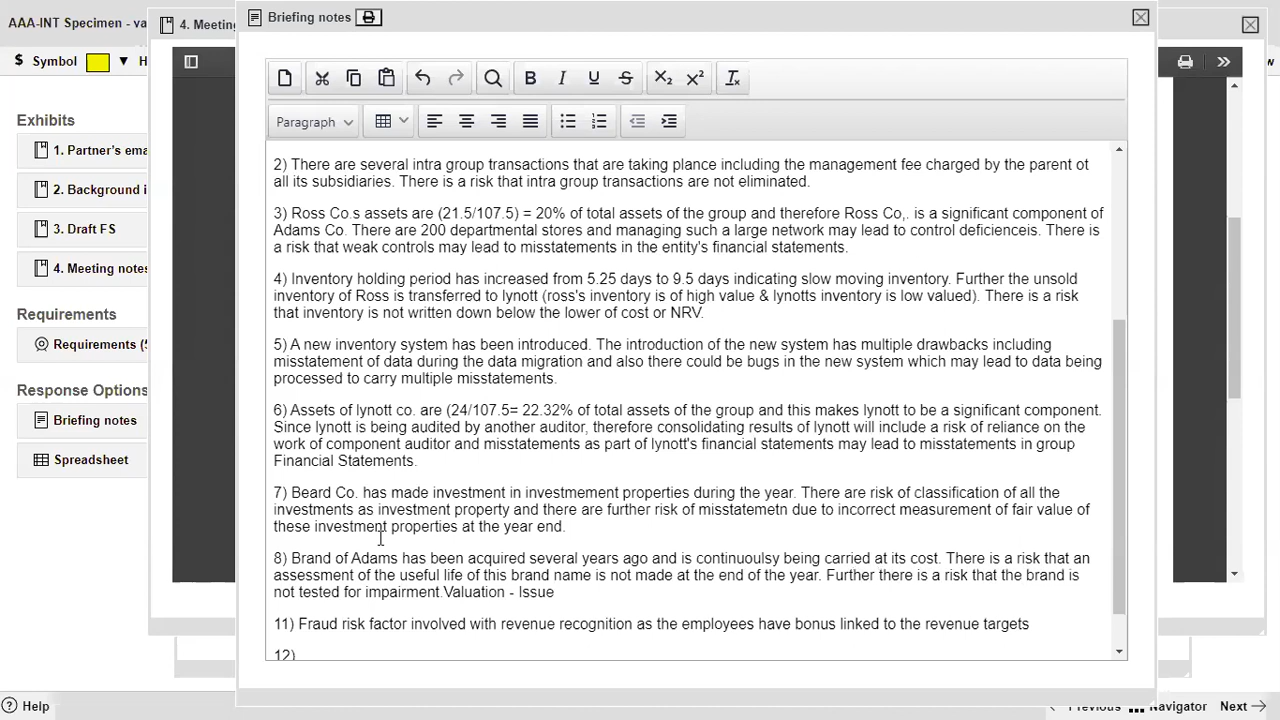 AAA-INT Specimen - va
4. Meeting
Briefing notes
Symbol
H
w
Paragraph
Exhibits
1. Partner's ema
2. Background i
3. Draft FS
4. Meeting notes
Requirements
Requirements (5
Response Options
Briefing notes
Spreadsheet
2) There are several intra group transactions that are taking plance including the management fee charged by the parent ot
all its subsidiaries. There is a risk that intra group transactions are not eliminated.
3) Ross Co.s assets are (21.5/107.5) = 20% of total assets of the group and therefore Ross Co,. is a significant component of
Adams Co. There are 200 departmental stores and managing such a large network may lead to control deficienceis. There is
a risk that weak controls may lead to misstatements in the entity's financial statements.
4) Inventory holding period has increased from 5.25 days to 9.5 days indicating slow moving inventory. Further the unsold
inventory of Ross is transferred to lynott (ross's inventory is of high value & lynotts inventory is low valued). There is a risk
that inventory is not written down below the lower of cost or NRV.
5) A new inventory system has been introduced. The introduction of the new system has multiple drawbacks including
misstatement of data during the data migration and also there could be bugs in the new system which may lead to data being
processed to carry multiple misstatements.
6) Assets of lynott co. are (24/107.5= 22.32% of total assets of the group and this makes lynott to be a significant component.
Since lynott is being audited by another auditor, therefore consolidating results of lynott will include a risk of reliance on the
work of component auditor and misstatements as part of lynott's financial statements may lead to misstatements in group
Financial Statements.
7) Beard Co. has made investment in investmement properties during the year. There are risk of classification of all the
investments as investment property and there are further risk of misstatemetn due to incorrect measurement of fair value of
these investment properties at the year end.
8) Brand of Adams has been acquired several years ago and is continuoulsy being carried at its cost. There is a risk that an
assessment of the useful life of this brand name is not made at the end of the year. Further there is a risk that the brand is
not tested for impairment.Valuation - Issue
11) Fraud risk factor involved with revenue recognition as the employees have bonus linked to the revenue targets
12)
Help
Previous
Navigator
Next